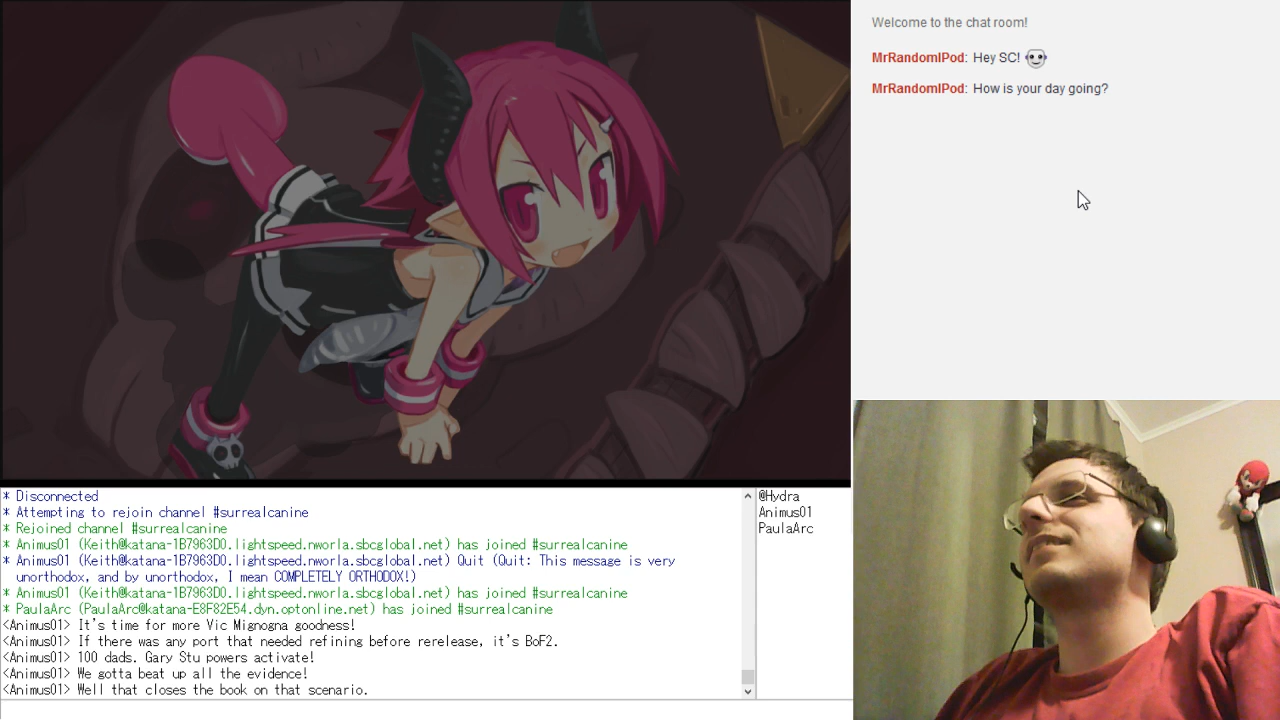 Welcome to the chat room!
MrRandomIPod: Hey SC!
MrRandomIPod: How is your day going?
* Disconnected
* Attempting to rejoin channel #surrealcanine
* Rejoined channel #surrealcanine
* Animus01 (Keith@katana-1B7963D0.lightspeed.nworla.sbcglobal.net) has joined #surrealcanine
* Animus01 (Keith@katana-1B7963D0.lightspeed.nworla.sbcglobal.net) Quit (Quit: This message is very
unorthodox, and by unorthodox, I mean COMPLETELY ORTHODOX!)
* Animus01 (Keith@katana-1B7963D0.lightspeed.nworla.sbcglobal.net) has joined #surrealcanine
* PaulaArc (PaulaArc@katana-E8F82E54.dyn.optonline.net) has joined #surrealcanine
<Animus01> It's time for more Vic Mignogna goodness!
<Animus01> If there was any port that needed refining before rerelease, it's BoF2.
<Animus01> 100 dads. Gary Stu powers activate!
<Animus01> We gotta beat up all the evidence!
<Animus01> Well that closes the book on that scenario.
@Hydra
Animus01
PaulaArc